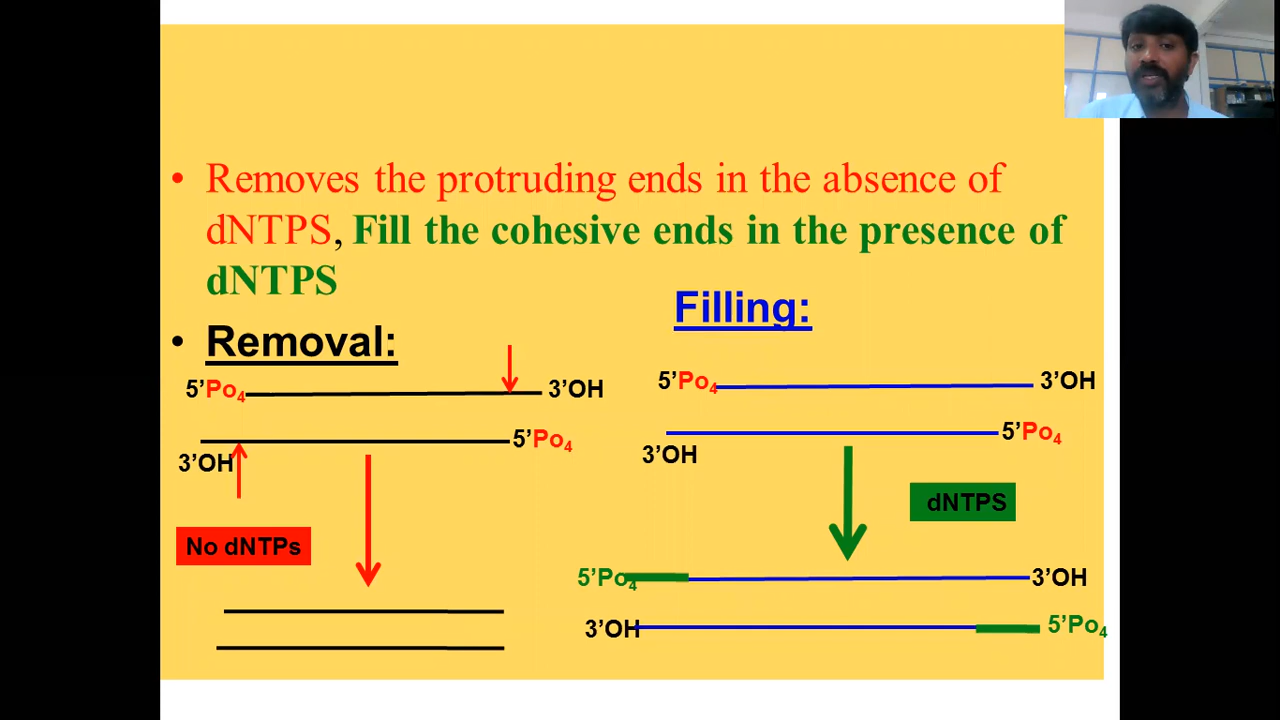 • Removes the protruding ends in the absence of
dNTPS, Fill the cohesive ends in the presence of
dNTPS
Filling:
• Removal:
5’Po4 3’OH
5’Po4 3’OH
3’OH 5’Po4
3’OH 5’Po4
No dNTPs
dNTPS
5’Po4 3’OH
3’OH 5’Po4